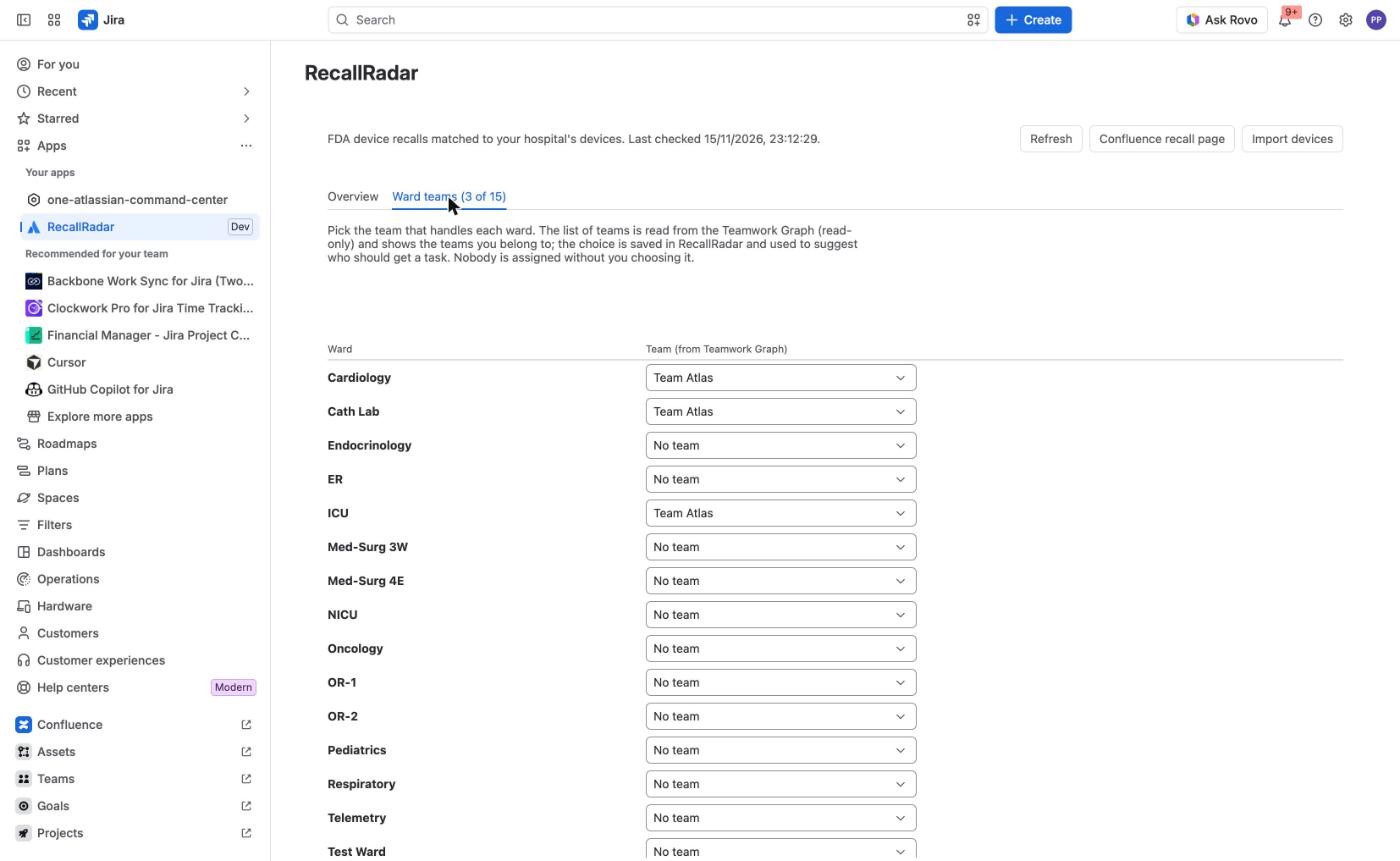 Jira
Search
Create
Ask Rovo
9+
PP
For you
Recent
Starred
Apps
Your apps
one-atlassian-command-center
RecallRadar
Dev
Recommended for your team
Backbone Work Sync for Jira (Two...
Clockwork Pro for Jira Time Tracki...
Financial Manager - Jira Project C...
Cursor
GitHub Copilot for Jira
Explore more apps
Roadmaps
Plans
Spaces
Filters
Dashboards
Operations
Hardware
Customers
Customer experiences
Help centers
Modern
Confluence
Assets
Teams
Goals
Projects
RecallRadar
FDA device recalls matched to your hospital's devices. Last checked 15/11/2026, 23:12:29.
Refresh
Confluence recall page
Import devices
Overview
Ward teams (3 of 15)
Pick the team that handles each ward. The list of teams is read from the Teamwork Graph (read-
only) and shows the teams you belong to; the choice is saved in RecallRadar and used to suggest
who should get a task. Nobody is assigned without you choosing it.
Ward Team (from Teamwork Graph)
Cardiology Team Atlas
Cath Lab Team Atlas
Endocrinology No team
ER No team
ICU Team Atlas
Med-Surg 3W No team
Med-Surg 4E No team
NICU No team
Oncology No team
OR-1 No team
OR-2 No team
Pediatrics No team
Respiratory No team
Telemetry No team
Test Ward No team